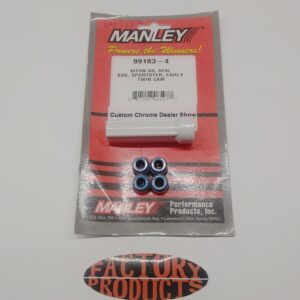 MANLEY
Powers the Winners!
99183-4
VITON OIL SEAL
EVO, SPORTSTER, EARLY
TWIN CAM
Custom Chrome Dealer Show
MANLEY
Performance
Products, Inc.
FACTORY
PRODUCTS